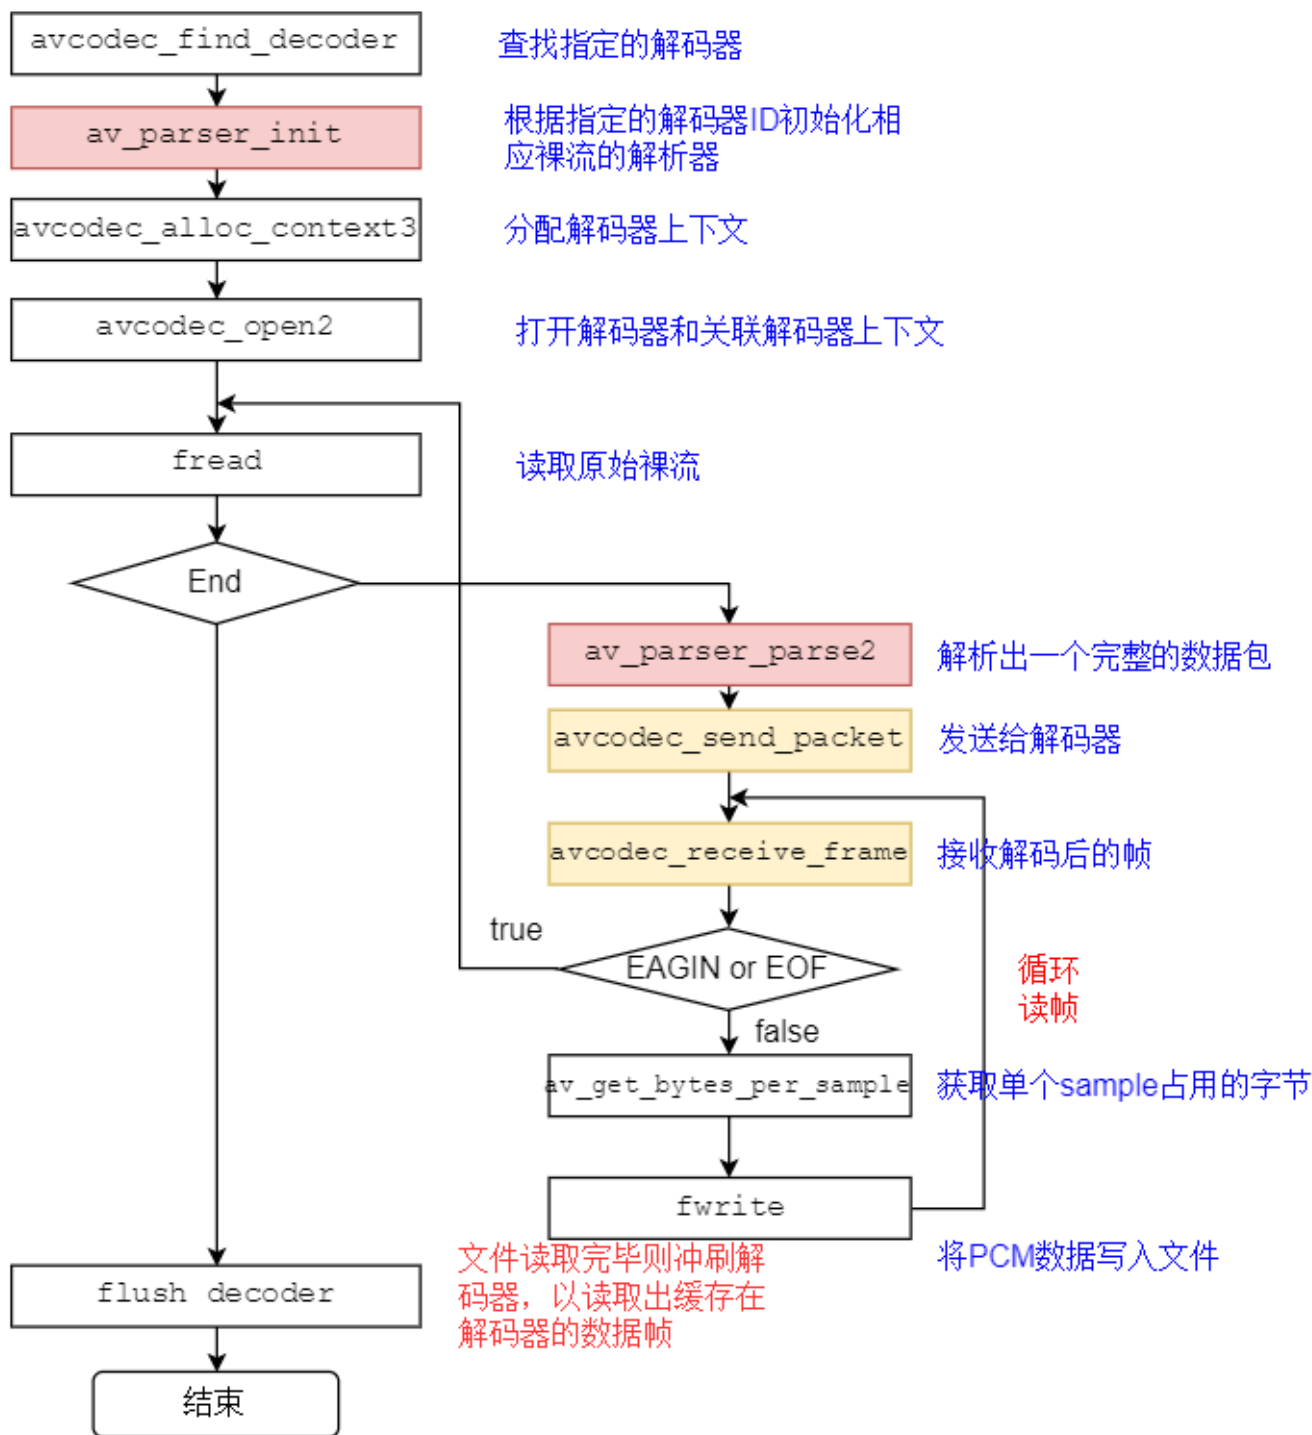 avcodec_find_decoder
查找指定的解码器
av_parser_init
根据指定的解码器ID初始化相
应裸流的解析器
avcodec_alloc_context3
分配解码器上下文
avcodec_open2
打开解码器和关联解码器上下文
fread
读取原始裸流
End
av_parser_parse2
解析出一个完整的数据包
avcodec_send_packet
发送给解码器
avcodec_receive_frame
接收解码后的帧
true
EAGIN or EOF
循环
读帧
false
av_get_bytes_per_sample
获取单个sample占用的字节
fwrite
将PCM数据写入文件
flush decoder
文件读取完毕则冲刷解
码器，以读取出缓存在
解码器的数据帧
结束